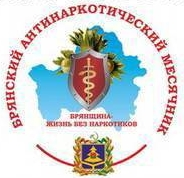 БРЯНСКИЙ АНТИНАРКОТИЧЕСКИЙ МЕСЯЧНИК
БРЯНЩИНА-
ЖИЗНЬ БЕЗ НАРКОТИКОВ